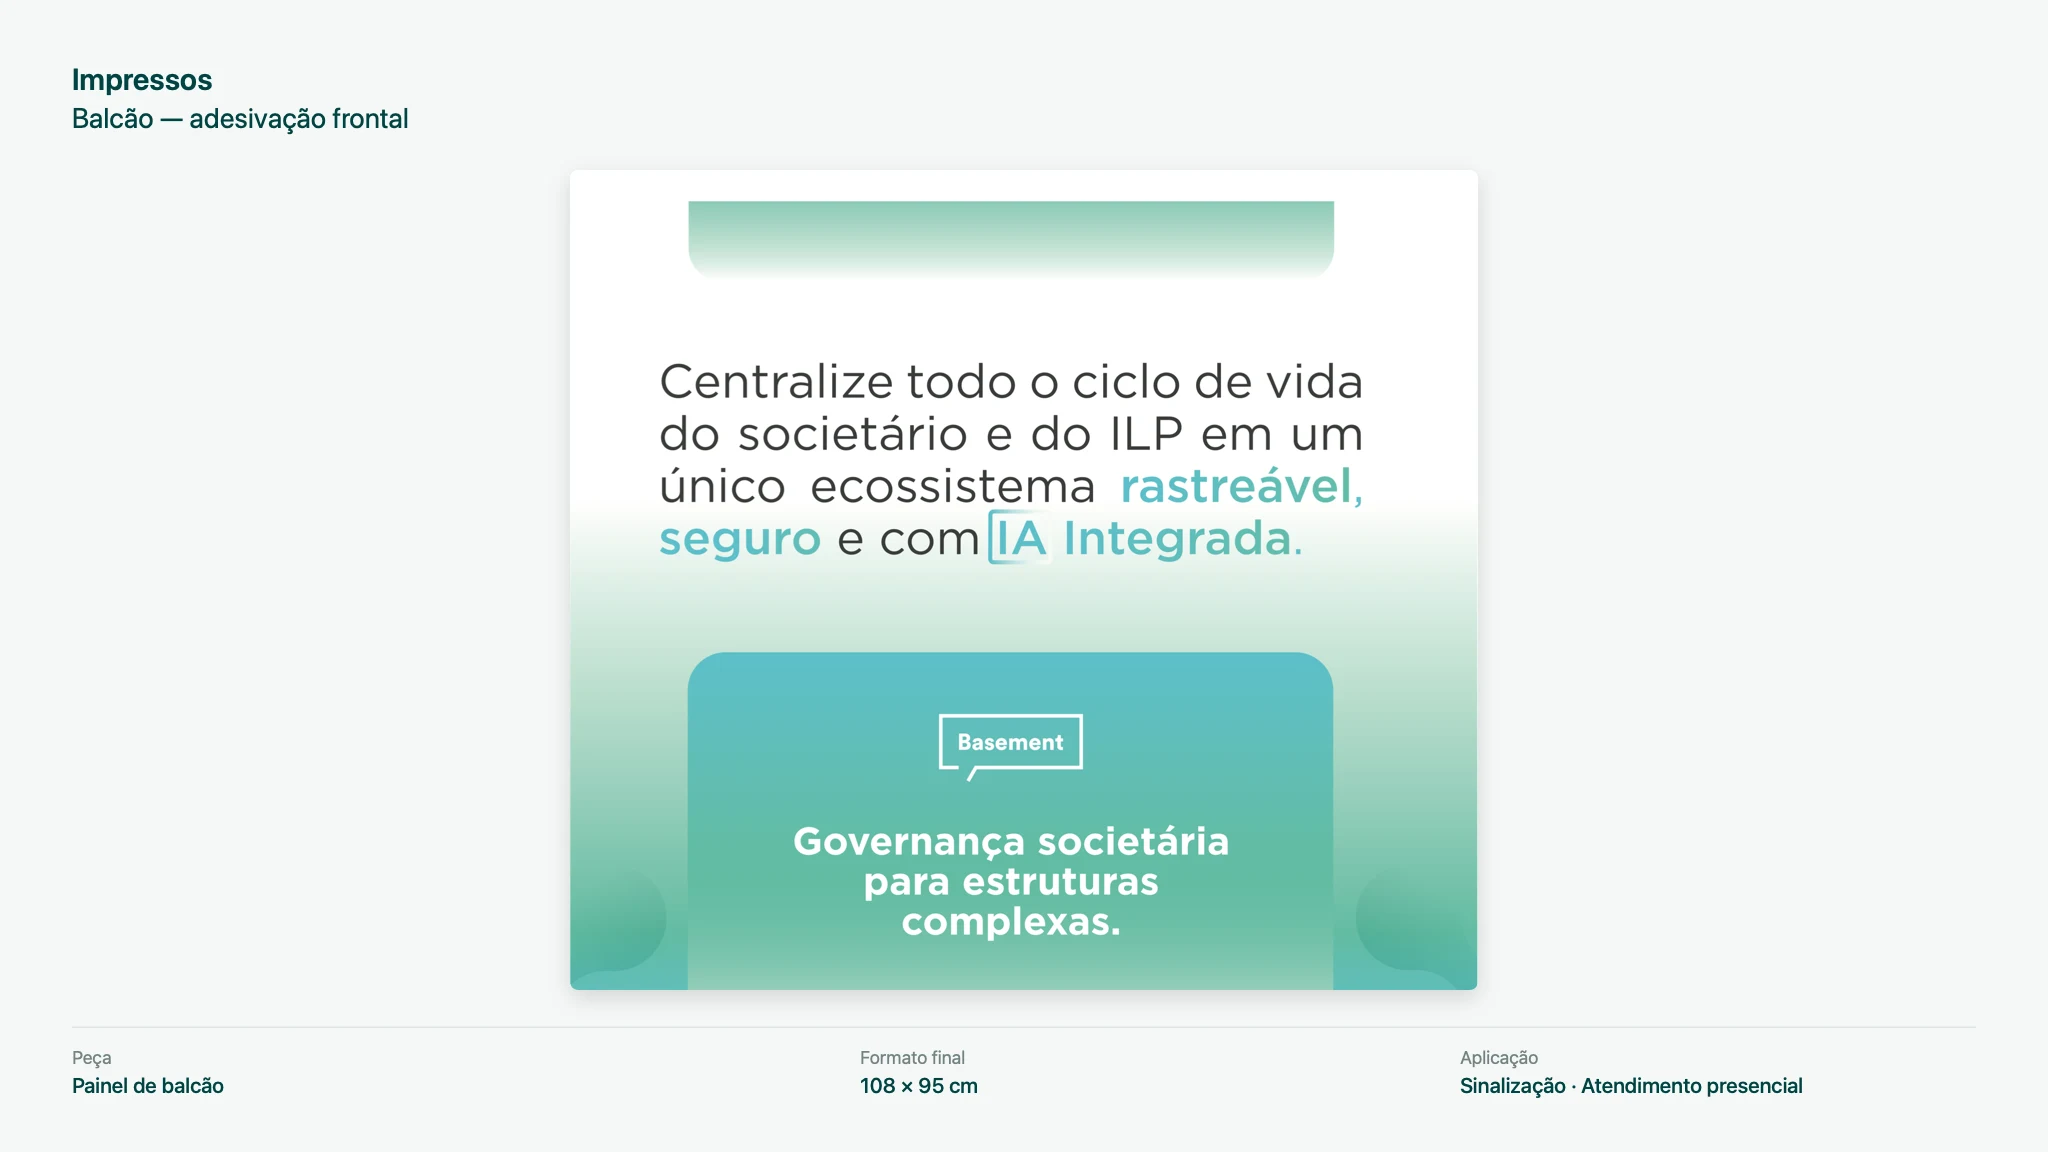 Impressos
Balcão — adesivação frontal
Centralize todo o ciclo de vida
do societário e do ILP em um
único ecossistema rastreável,
seguro e com IA Integrada.
Basement
Governança societária
para estruturas
complexas.
Peça
Painel de balcão
Formato final
108 × 95 cm
Aplicação
Sinalização · Atendimento presencial